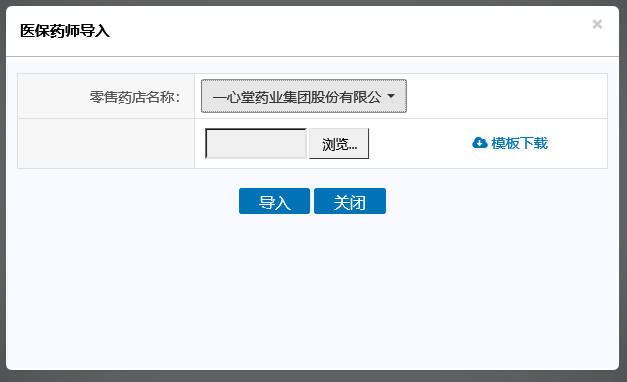 医保药师导入
零售药店名称：
一心堂药业集团股份有限公
浏览...
模板下载
导入
关闭